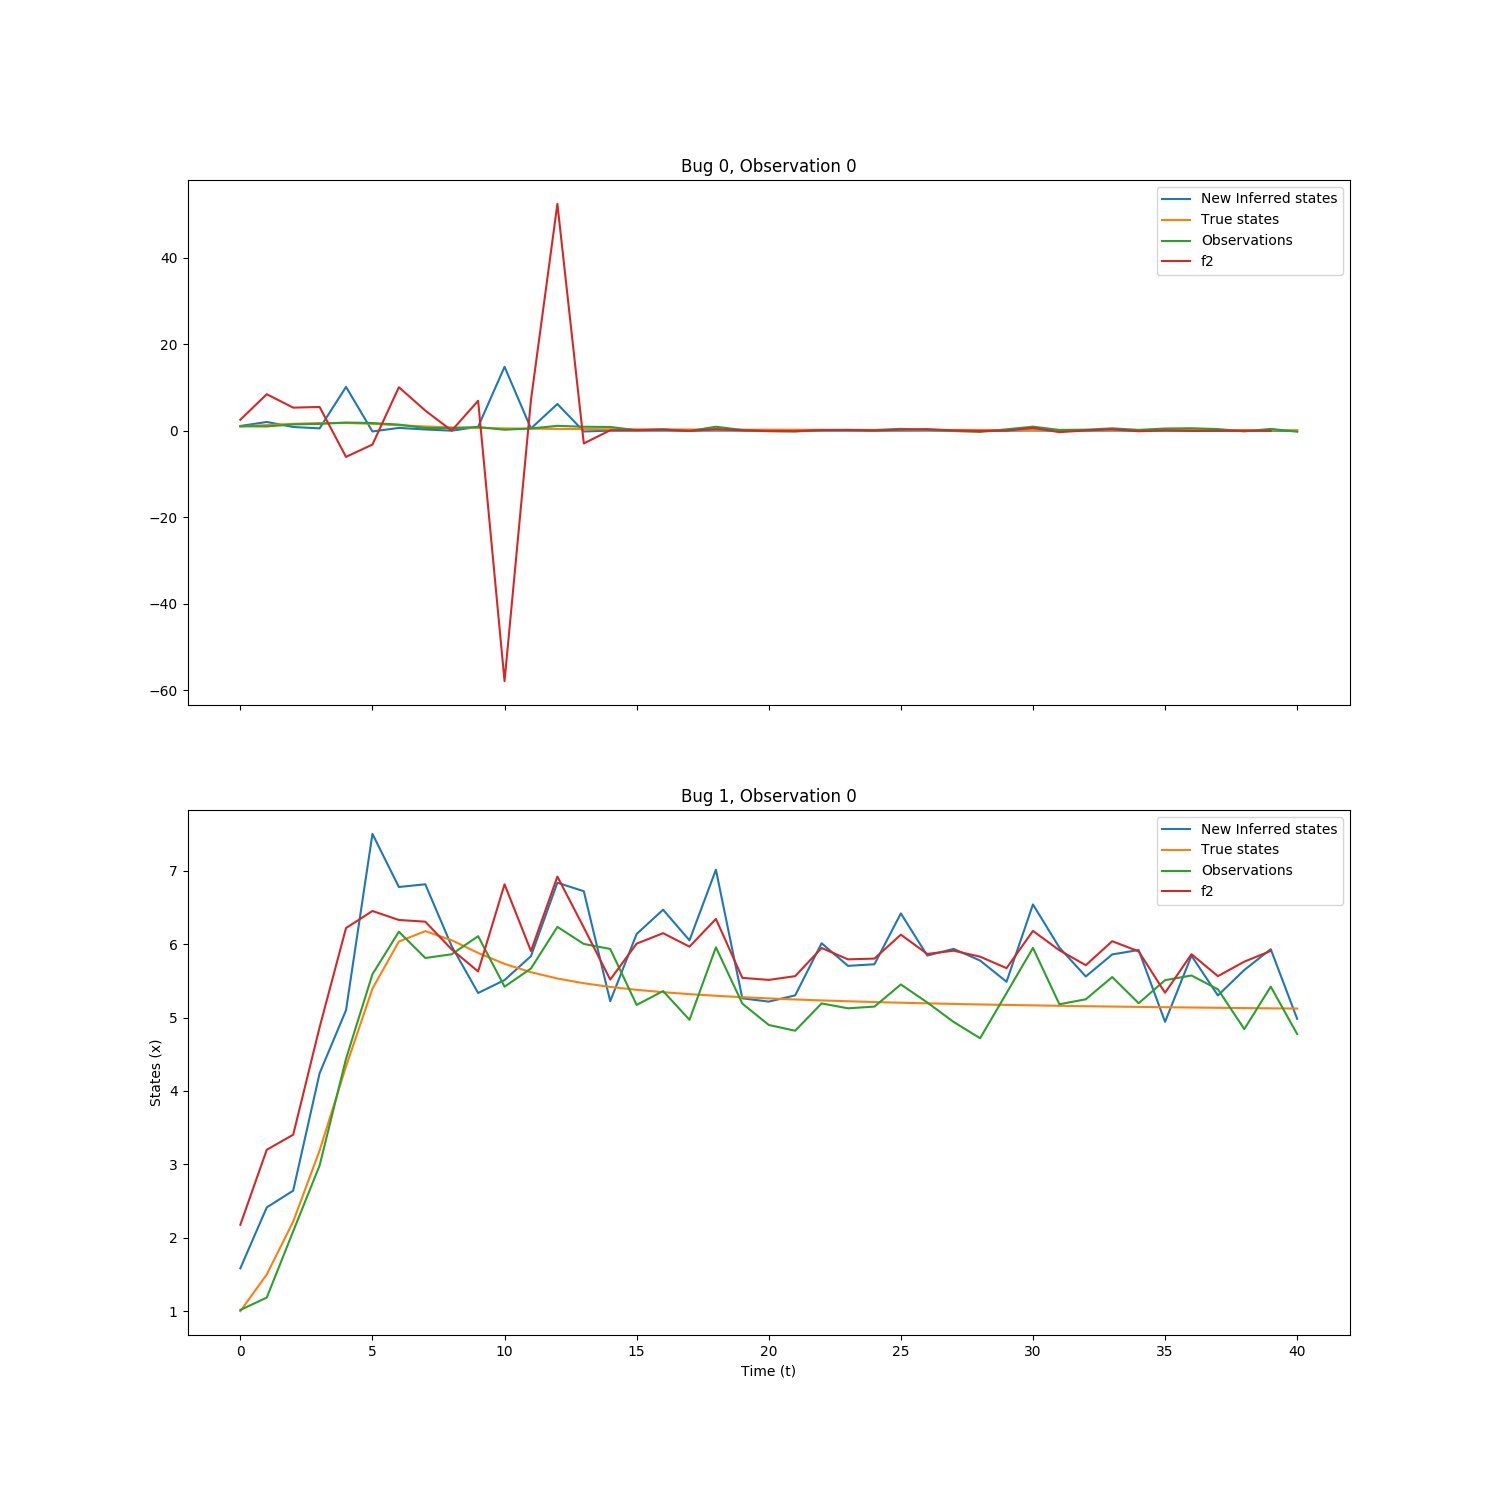 Bug 0, Observation 0
New Inferred states
True states
Observations
f2
40
20
0
−20
−40
−60
Bug 1, Observation 0
New Inferred states
True states
Observations
f2
7
6
5
4
3
2
1
States (x)
0 5 10 15 20 25 30 35 40
Time (t)